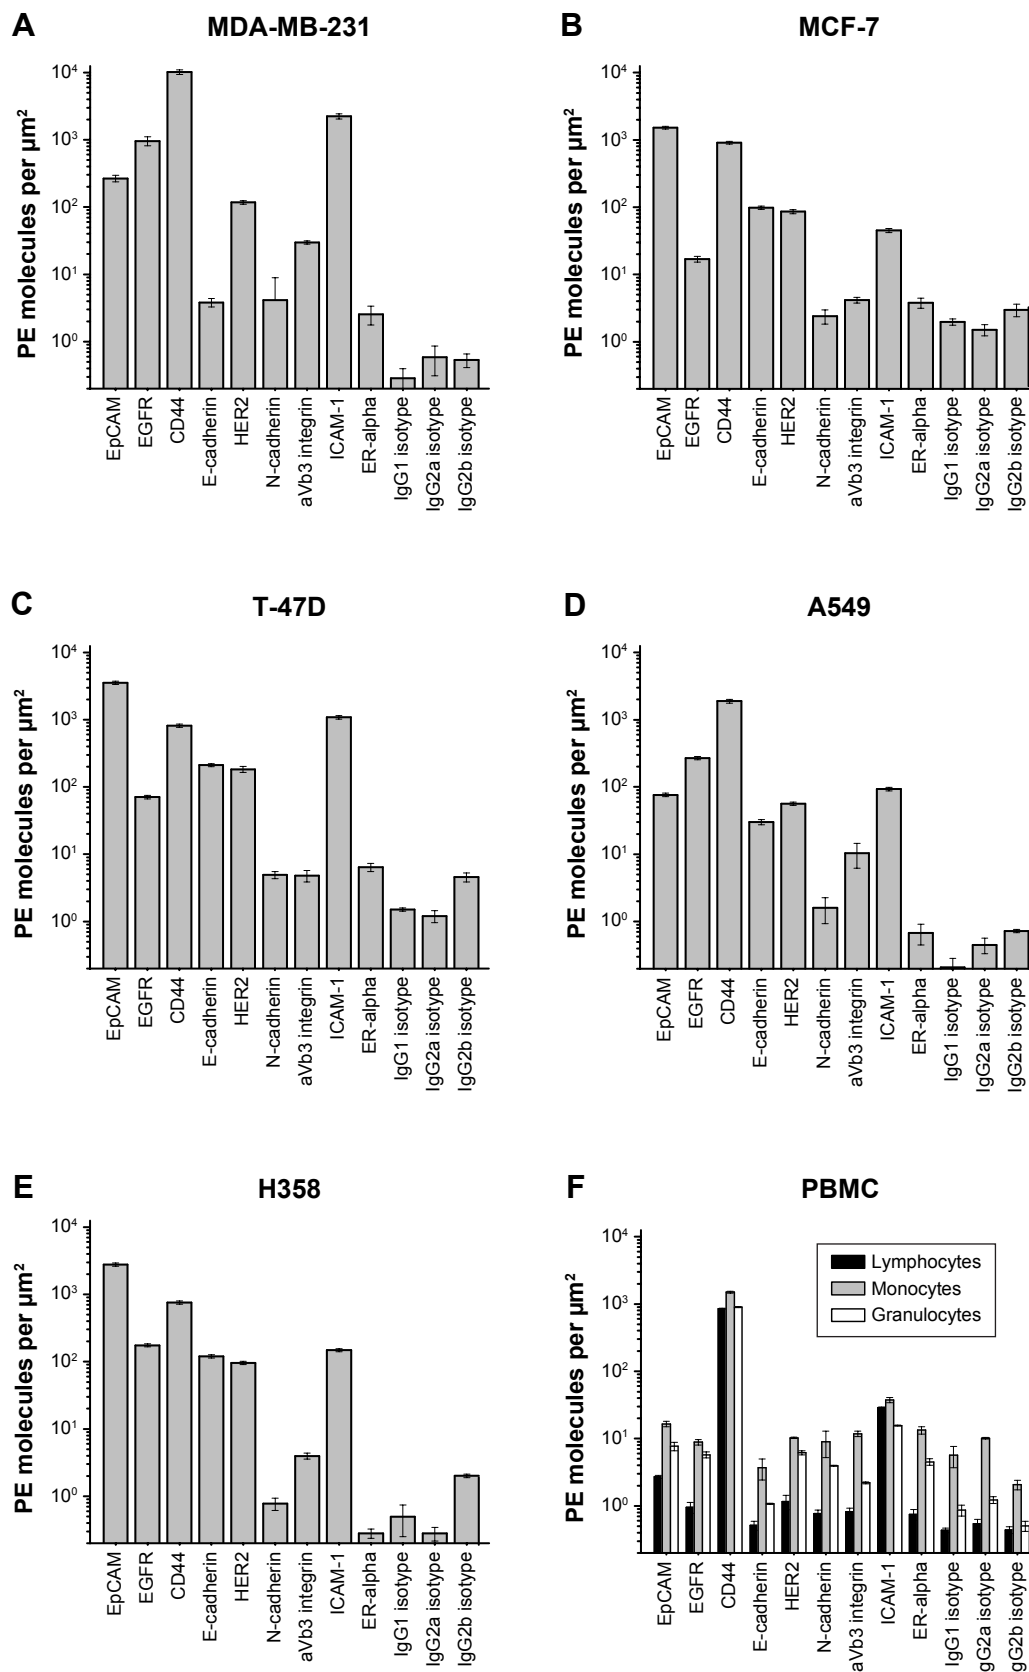 A
MDA-MB-231
PE molecules per µm²
10⁴
10³
10²
10¹
10⁰
EpCAM
EGFR
CD44
E-cadherin
HER2
N-cadherin
aVb3 integrin
ICAM-1
ER-alpha
IgG1 isotype
IgG2a isotype
IgG2b isotype
B
MCF-7
PE molecules per µm²
10⁴
10³
10²
10¹
10⁰
EpCAM
EGFR
CD44
E-cadherin
HER2
N-cadherin
aVb3 integrin
ICAM-1
ER-alpha
IgG1 isotype
IgG2a isotype
IgG2b isotype
C
T-47D
PE molecules per µm²
10⁴
10³
10²
10¹
10⁰
EpCAM
EGFR
CD44
E-cadherin
HER2
N-cadherin
aVb3 integrin
ICAM-1
ER-alpha
IgG1 isotype
IgG2a isotype
IgG2b isotype
D
A549
PE molecules per µm²
10⁴
10³
10²
10¹
10⁰
EpCAM
EGFR
CD44
E-cadherin
HER2
N-cadherin
aVb3 integrin
ICAM-1
ER-alpha
IgG1 isotype
IgG2a isotype
IgG2b isotype
E
H358
PE molecules per µm²
10⁴
10³
10²
10¹
10⁰
EpCAM
EGFR
CD44
E-cadherin
HER2
N-cadherin
aVb3 integrin
ICAM-1
ER-alpha
IgG1 isotype
IgG2a isotype
IgG2b isotype
F
PBMC
PE molecules per µm²
10⁴
10³
10²
10¹
10⁰
Lymphocytes
Monocytes
Granulocytes
EpCAM
EGFR
CD44
E-cadherin
HER2
N-cadherin
aVb3 integrin
ICAM-1
ER-alpha
IgG1 isotype
gG2a isotype
gG2b isotype